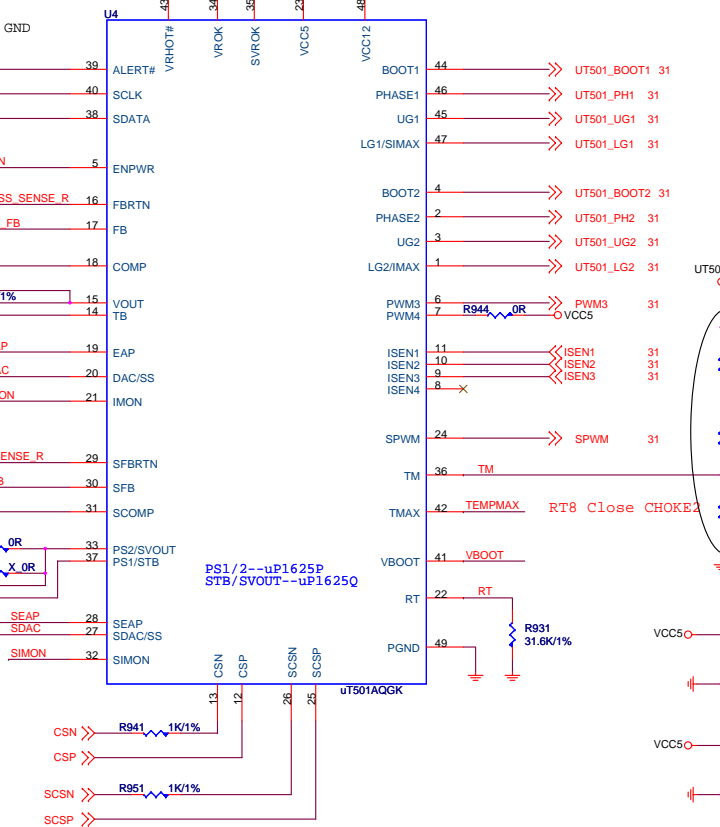 U4
GND
43
34
35
23
48
VRHOT#
VROK
SVROK
VCC5
VCC12
39 ALERT#
40 SCLK
38 SDATA
N 5 ENPWR
SS_SENSE_R 16 FBRTN
_FB 17 FB
18 COMP
1% 15 VOUT
14 TB
P 19 EAP
AC 20 DAC/SS
ON 21 IMON
ENSE_R 29 SFBRTN
B 30 SFB
31 SCOMP
0R 33 PS2/SVOUT
37 PS1/STB
X_0R
SEAP 28 SEAP
SDAC 27 SDAC/SS
SIMON 32 SIMON
PS1/2--uP1625P
STB/SVOUT--uP1625Q
BOOT1 44 UT501_BOOT1 31
PHASE1 46 UT501_PH1 31
UG1 45 UT501_UG1 31
LG1/SIMAX 47 UT501_LG1 31
BOOT2 4 UT501_BOOT2 31
PHASE2 2 UT501_PH2 31
UG2 3 UT501_UG2 31
LG2/IMAX 1 UT501_LG2 31
UT50
PWM3 6 PWM3 31
PWM4 7 R944 0R VCC5
ISEN1 11 ISEN1 31
ISEN2 10 ISEN2 31
ISEN3 9 ISEN3 31
ISEN4 8
SPWM 24 SPWM 31
TM 36 TM
TMAX 42 TEMPMAX RT8 Close CHOKE2
VBOOT 41 VBOOT
RT 22 RT
R931
31.6K/1%
PGND 49
VCC5
VCC5
CSN
CSP
SCSN
SCSP
uT501AQGK
13
12
26
25
CSN R941 1K/1%
CSP
SCSN R951 1K/1%
SCSP